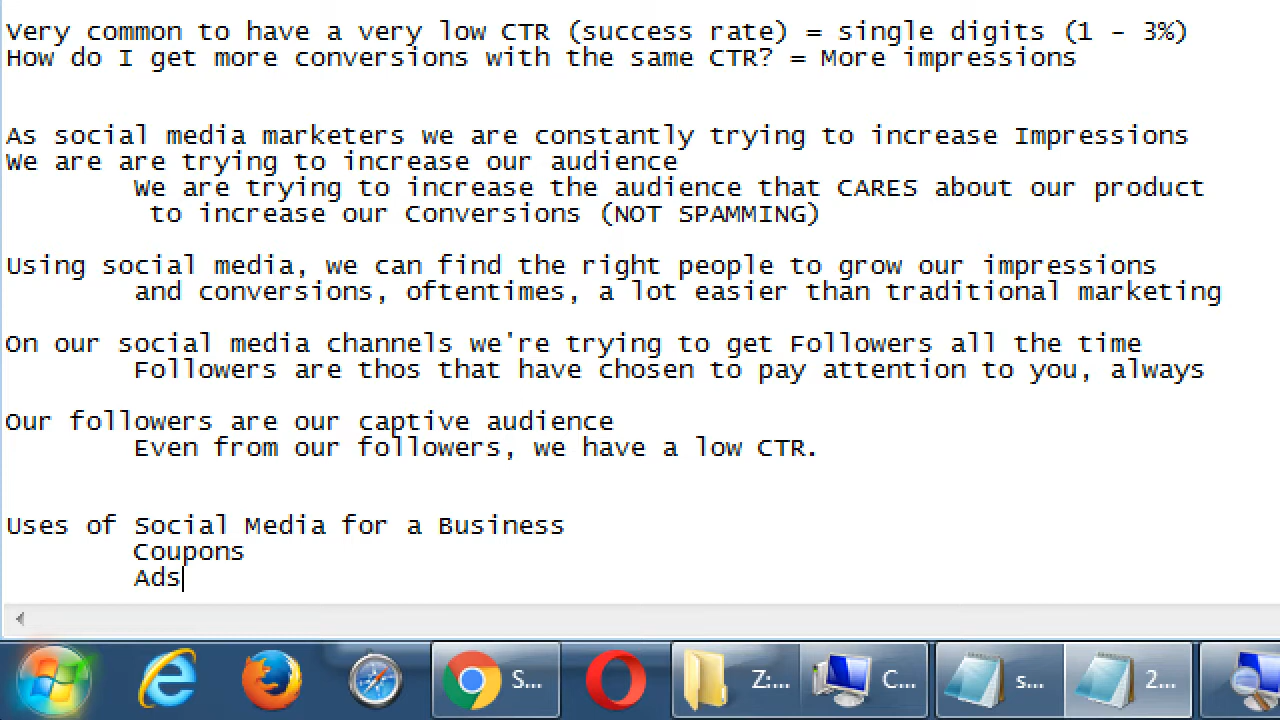 Very common to have a very low CTR (success rate) = single digits (1 – 3%)
How do I get more conversions with the same CTR? = More impressions
As social media marketers we are constantly trying to increase Impressions
We are are trying to increase our audience
We are trying to increase the audience that CARES about our product
to increase our Conversions (NOT SPAMMING)
Using social media, we can find the right people to grow our impressions
and conversions, oftentimes, a lot easier than traditional marketing
On our social media channels we're trying to get Followers all the time
Followers are thos that have chosen to pay attention to you, always
Our followers are our captive audience
Even from our followers, we have a low CTR.
Uses of Social Media for a Business
Coupons
Ads
S... Z:... C... s... 2...